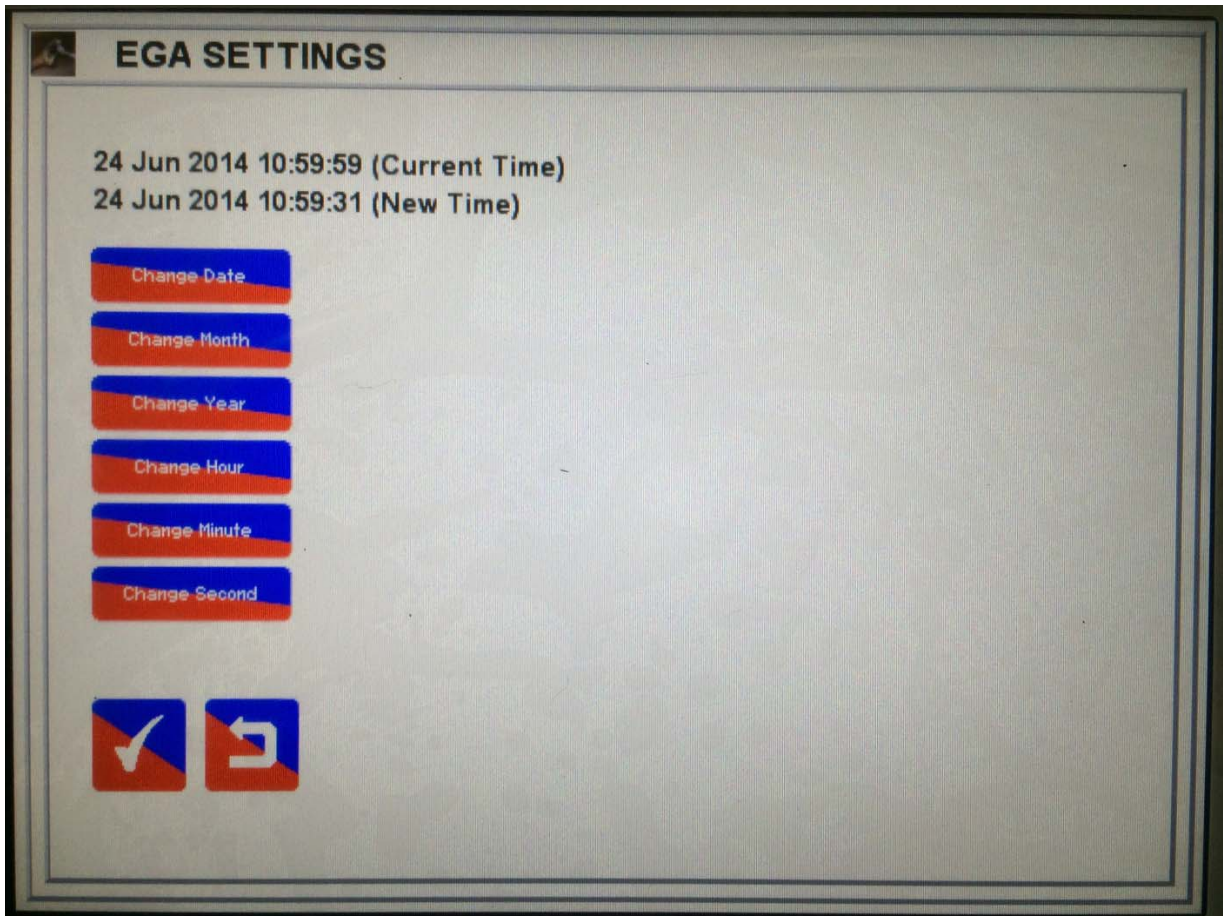 EGA SETTINGS
24 Jun 2014 10:59:59 (Current Time)
24 Jun 2014 10:59:31 (New Time)
Change Date
Change Month
Change Year
Change Hour
Change Minute
Change Second